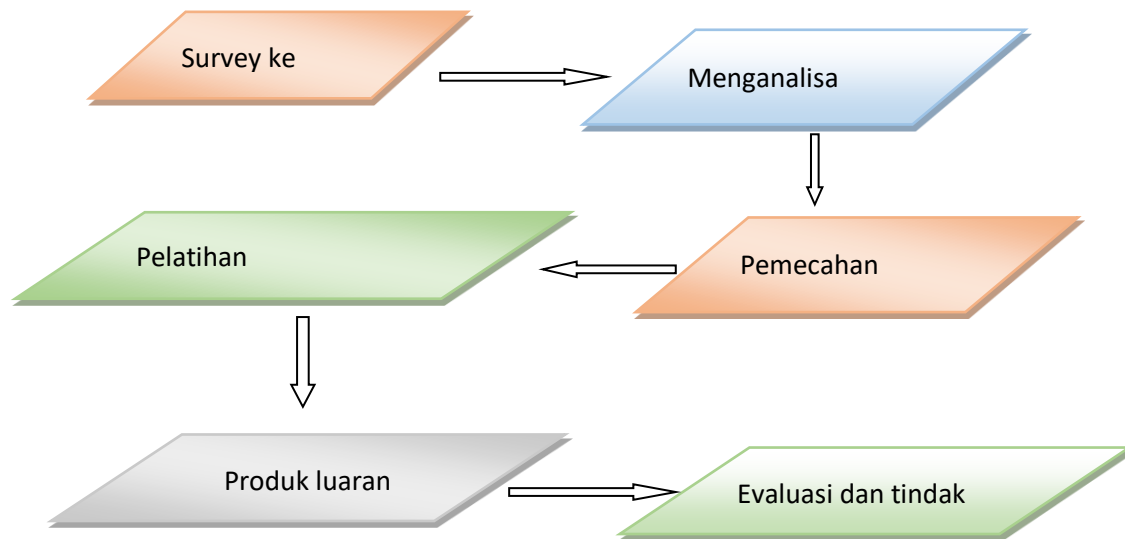 Survey ke
Menganalisa
Pemecahan
Pelatihan
Produk luaran
Evaluasi dan tindak